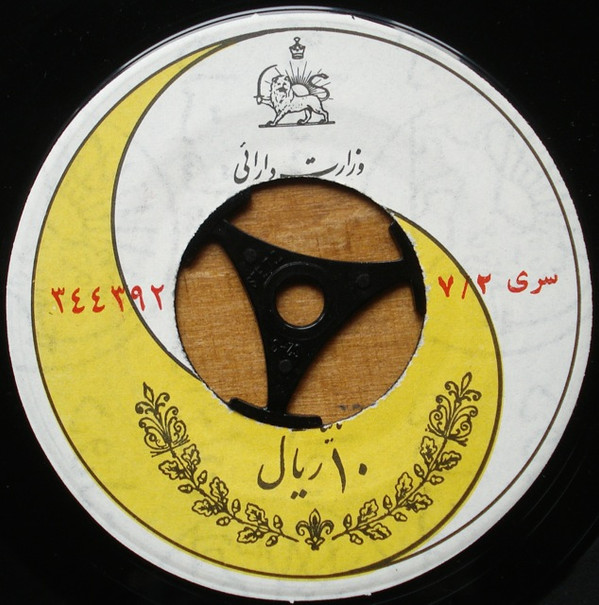 وزارت دارائی
۳۴۴۳۹۲
سری ۷/۲
۱۰ ریال